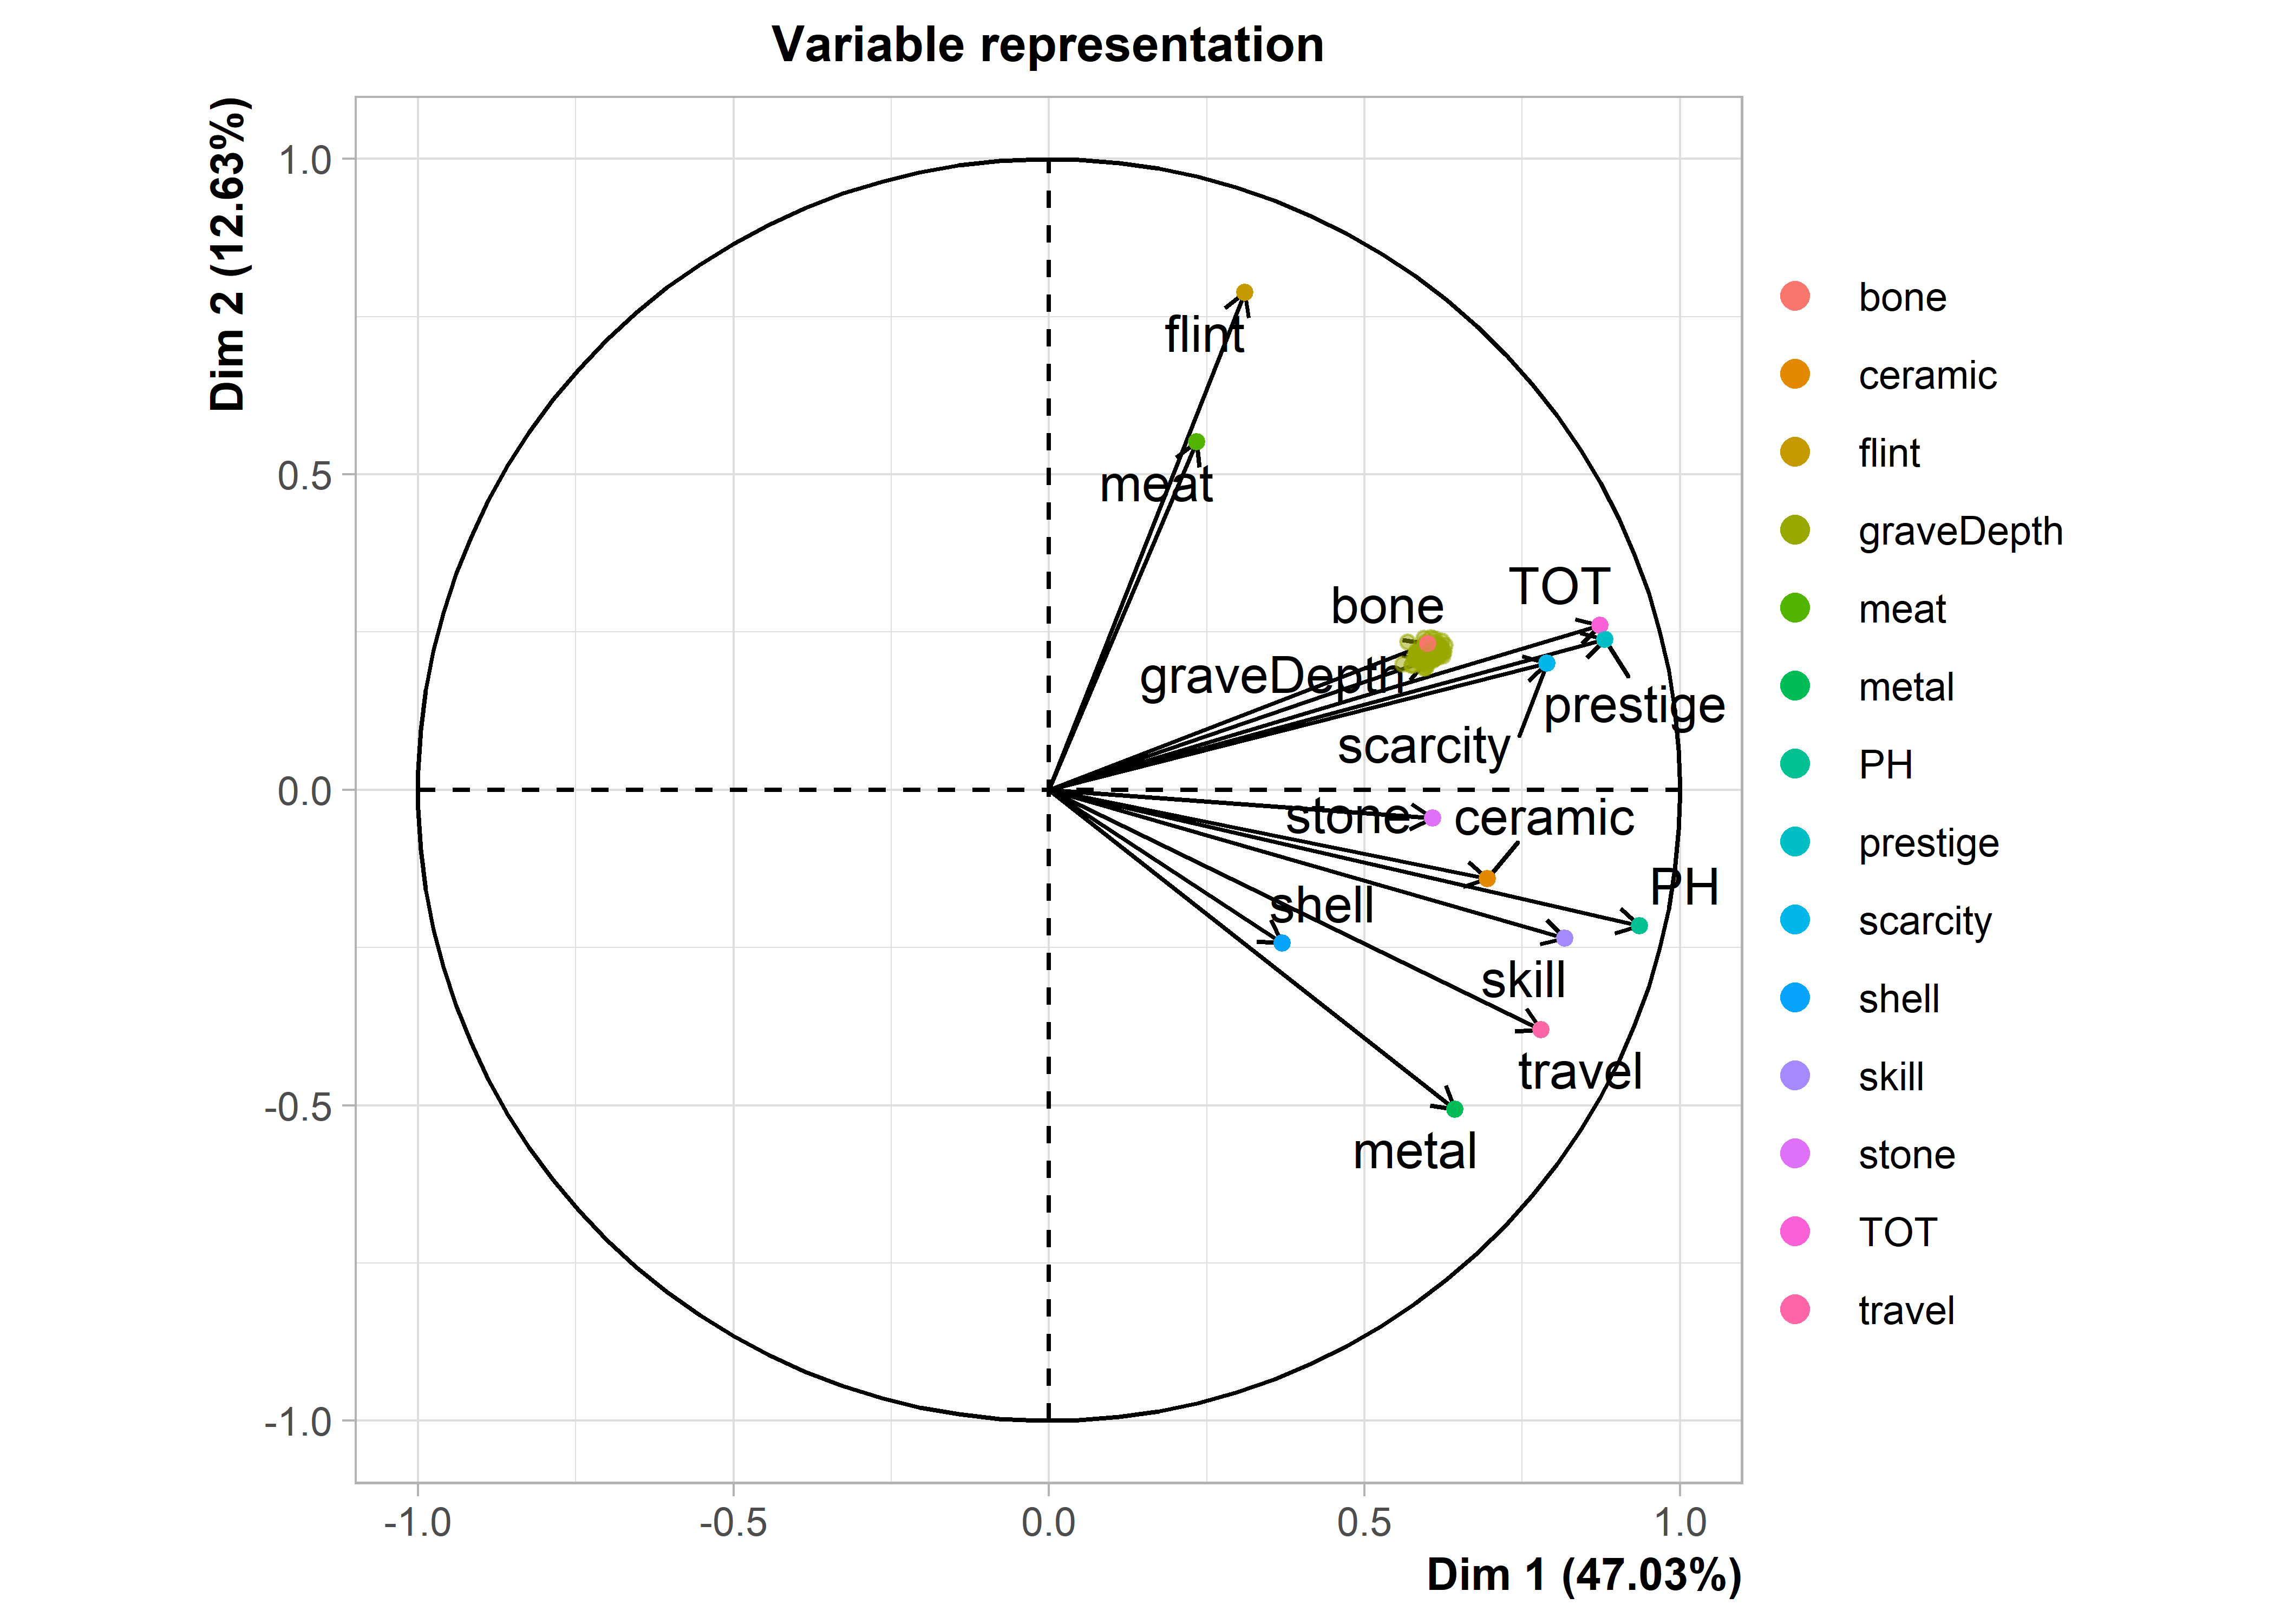 Variable representation
Dim 2 (12.63%)
1.0
0.5
0.0
-0.5
-1.0
flint
meat
TOT
bone
graveDepth
prestige
scarcity
stone
ceramic
PH
shell
skill
travel
metal
-1.0
-0.5
0.0
0.5
1.0
Dim 1 (47.03%)
bone
ceramic
flint
graveDepth
meat
metal
PH
prestige
scarcity
shell
skill
stone
TOT
travel